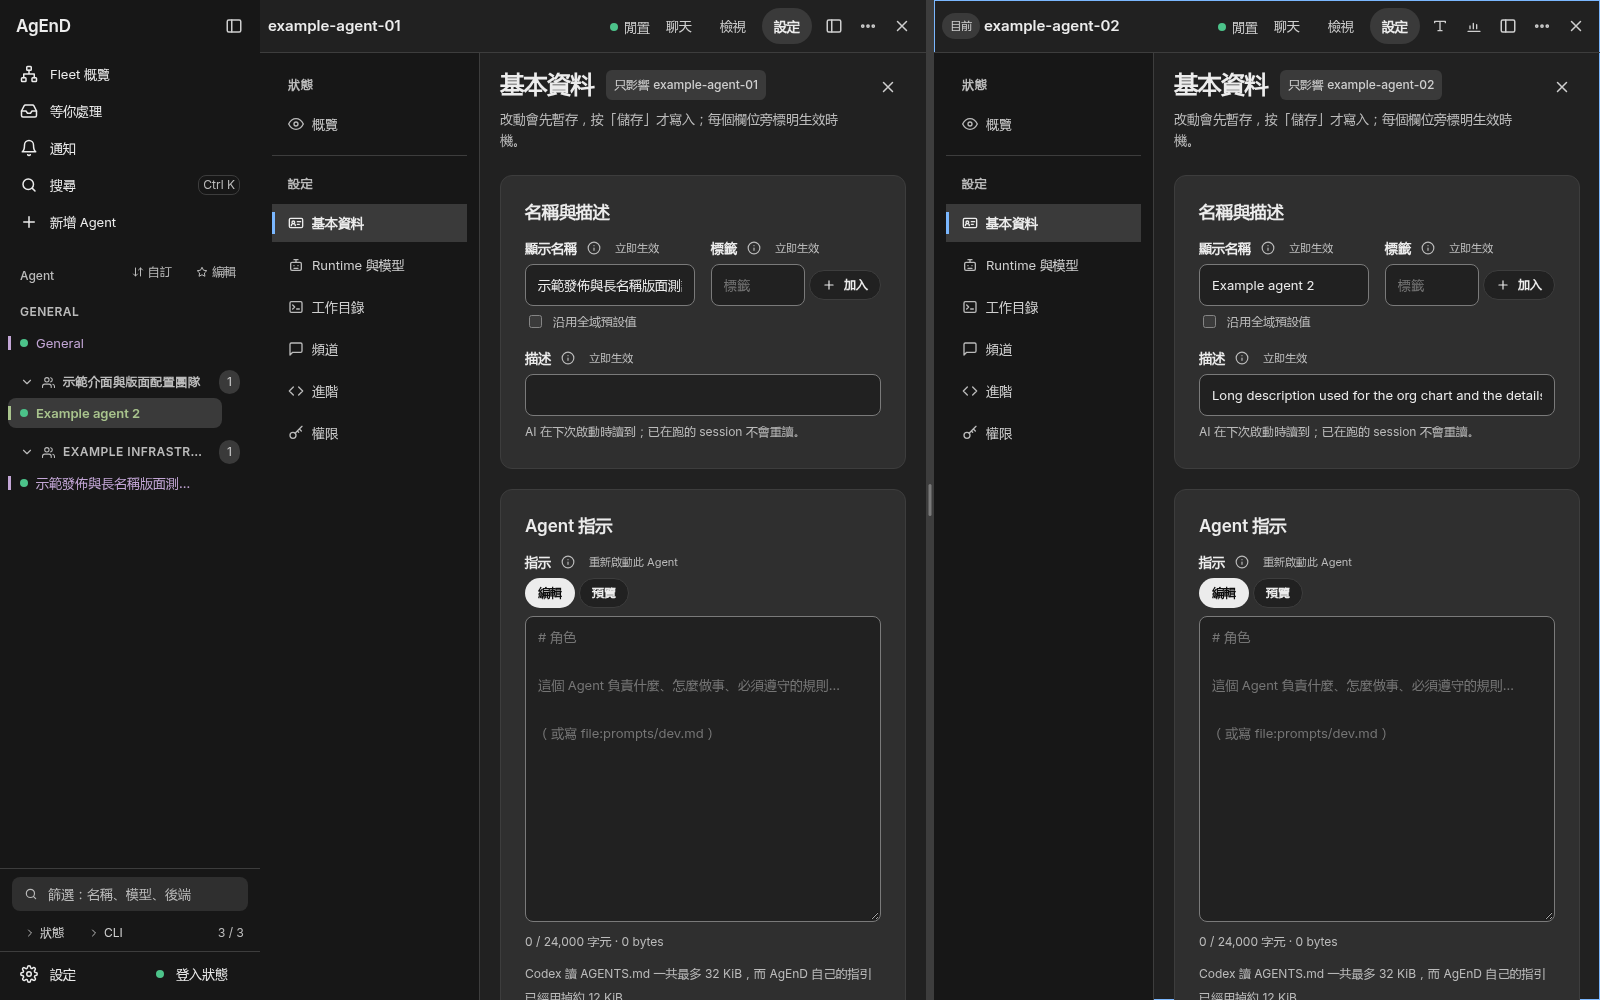 AgEnD
Fleet 概覽
等你處理
通知
搜尋
Ctrl K
新增 Agent
Agent
自訂
編輯
GENERAL
General
示範介面與版面配置團隊
1
Example agent 2
EXAMPLE INFRASTR...
1
示範發佈與長名稱版面測...
篩選：名稱、模型、後端
狀態
CLI
3 / 3
設定
登入狀態
example-agent-01
閒置
聊天
檢視
設定
狀態
概覽
設定
基本資料
Runtime 與模型
工作目錄
頻道
進階
權限
基本資料
只影響 example-agent-01
改動會先暫存，按「儲存」才寫入；每個欄位旁標明生效時
機。
名稱與描述
顯示名稱
立即生效
標籤
立即生效
示範發佈與長名稱版面測
標籤
加入
沿用全域預設值
描述
立即生效
AI 在下次啟動時讀到；已在跑的 session 不會重讀。
Agent 指示
指示
重新啟動此 Agent
編輯
預覽
# 角色
這個 Agent 負責什麼、怎麼做事、必須遵守的規則...
（ 或寫 file:prompts/dev.md ）
0 / 24,000 字元 · 0 bytes
Codex 讀 AGENTS.md 一共最多 32 KiB，而 AgEnD 自己的指引
已經用掉約 12 KiB
目前
example-agent-02
閒置
聊天
檢視
設定
狀態
概覽
設定
基本資料
Runtime 與模型
工作目錄
頻道
進階
權限
基本資料
只影響 example-agent-02
改動會先暫存，按「儲存」才寫入；每個欄位旁標明生效時
機。
名稱與描述
顯示名稱
立即生效
標籤
立即生效
Example agent 2
標籤
加入
沿用全域預設值
描述
立即生效
Long description used for the org chart and the details
AI 在下次啟動時讀到；已在跑的 session 不會重讀。
Agent 指示
指示
重新啟動此 Agent
編輯
預覽
# 角色
這個 Agent 負責什麼、怎麼做事、必須遵守的規則...
（ 或寫 file:prompts/dev.md ）
0 / 24,000 字元 · 0 bytes
Codex 讀 AGENTS.md 一共最多 32 KiB，而 AgEnD 自己的指引
已經用掉約 12 KiB